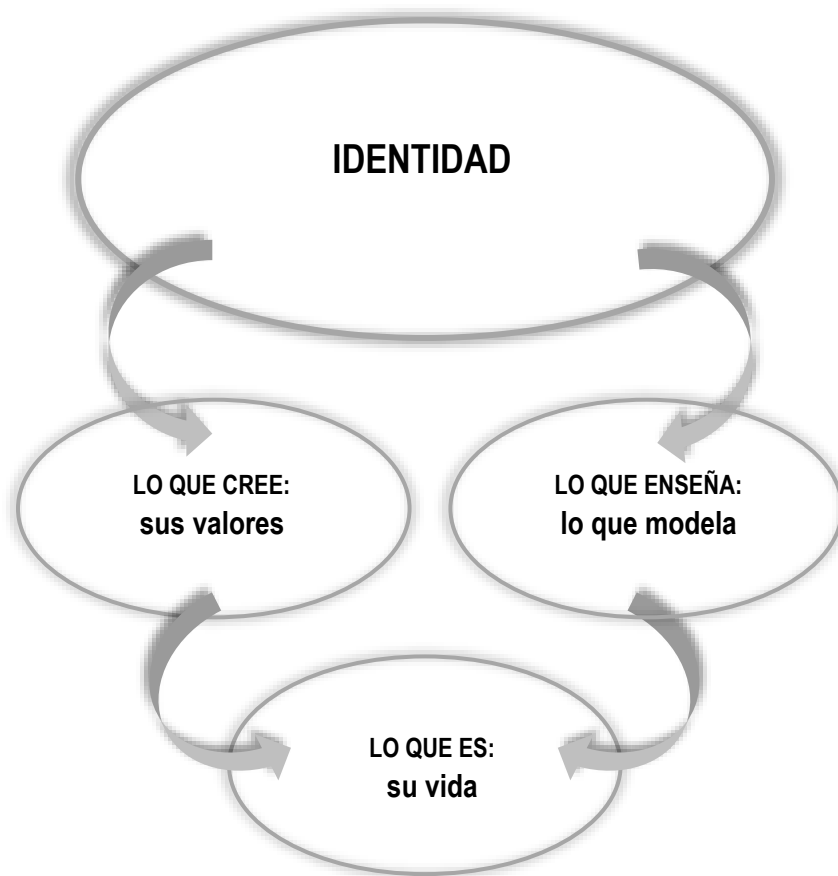 IDENTIDAD
LO QUE CREE:
sus valores
LO QUE ENSEÑA:
lo que modela
LO QUE ES:
su vida